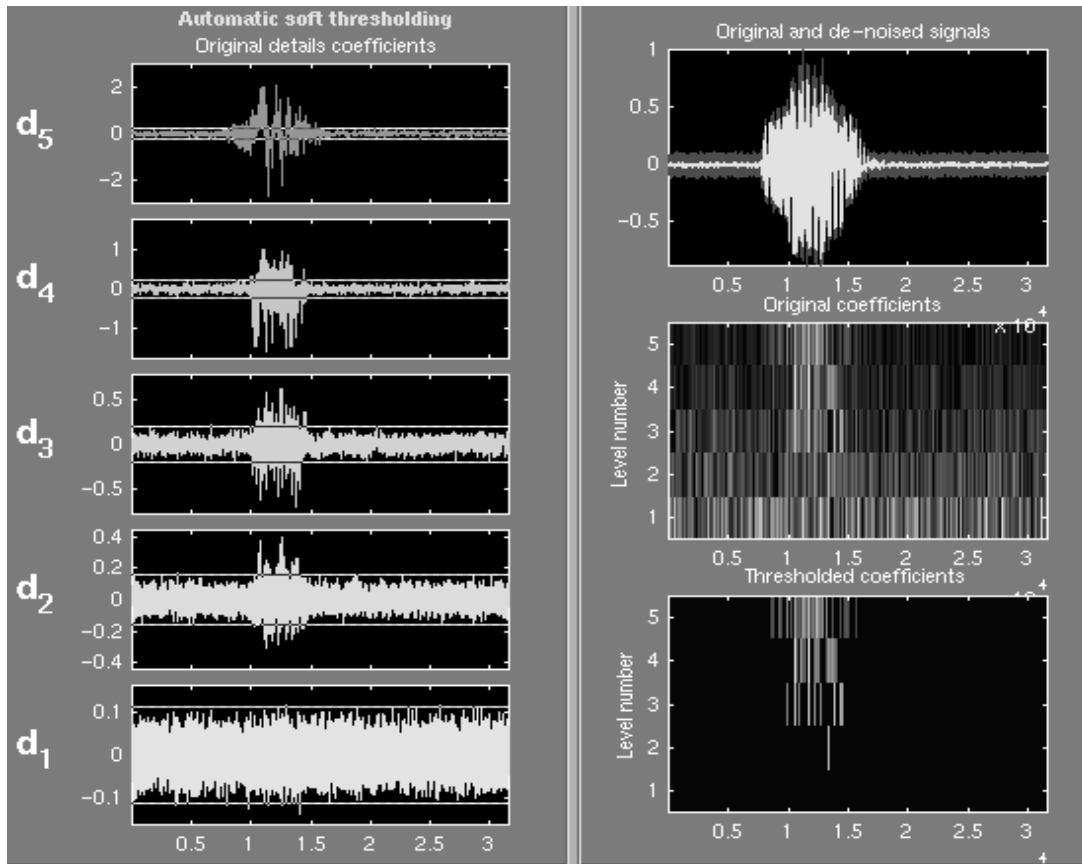 Automatic soft thresholding
Original details coefficients
d5
2
0
−2
d4
1
0
−1
d3
0.5
0
−0.5
d2
0.4
0.2
0
−0.2
−0.4
d1
0.1
0
−0.1
0.5 1 1.5 2 2.5 3
Original and de−noised signals
1
0.5
0
−0.5
0.5 1 1.5 2 2.5 3
Original coefficients
4
Level number
5
4
3
2
1
0.5 1 1.5 2 2.5 3
Thresholded coefficients
4
Level number
5
4
3
2
1
0.5 1 1.5 2 2.5 3
4